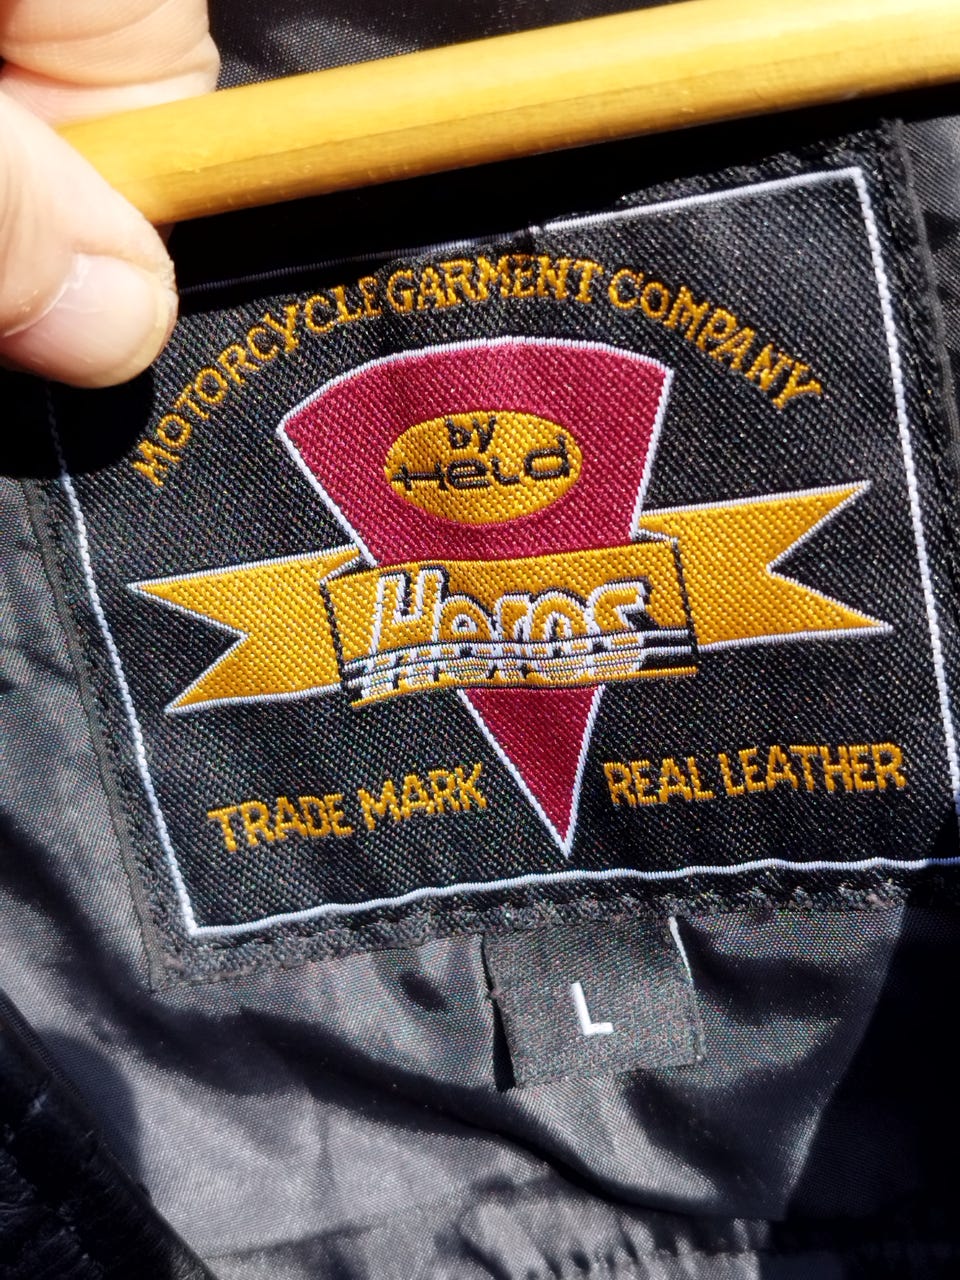 MOTORCYCLE GARMENT COMPANY
by
Held
Heros
TRADE MARK
REAL LEATHER
L